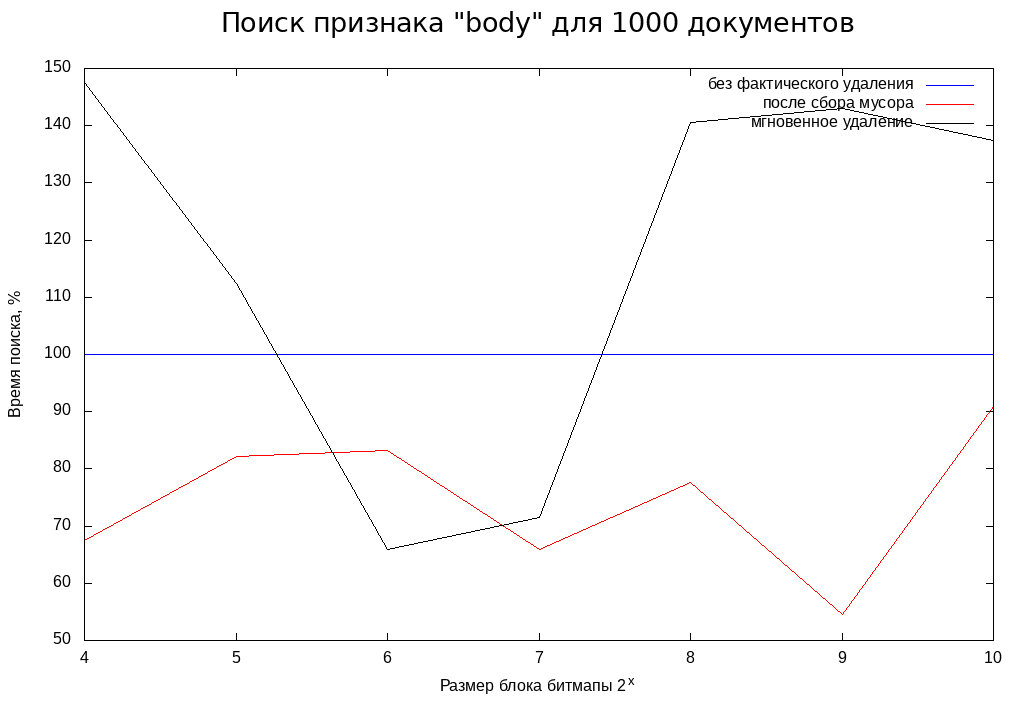 Поиск признака "body" для 1000 документов
150
140
130
120
110
100
90
80
70
60
50
без фактического удаления
после сбора мусора
мгновенное удаление
Время поиска, %
4 5 6 7 8 9 10
Размер блока битмапы 2^x